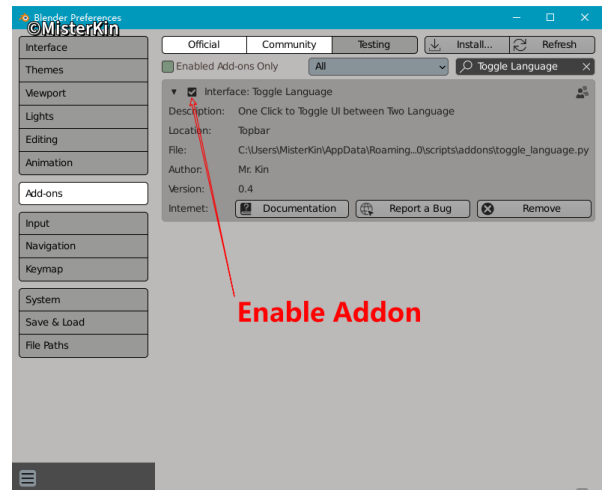 Blender Preferences
©MisterKin
Interface
Themes
Viewport
Lights
Editing
Animation
Add-ons
Input
Navigation
Keymap
System
Save & Load
File Paths
Official Community Testing Install... Refresh
Enabled Add-ons Only All Toggle Language
Interface: Toggle Language
Description: One Click to Toggle UI between Two Language
Location: Topbar
File: C:\Users\MisterKin\AppData\Roaming...0\scripts\addons\toggle_language.py
Author: Mr. Kin
Version: 0.4
Internet: Documentation Report a Bug Remove
Enable Addon